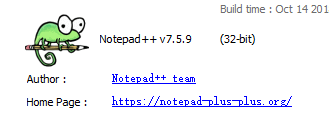 Build time : Oct 14 201
Notepad++ v7.5.9 (32-bit)
Author : Notepad++ team
Home Page : https://notepad-plus-plus.org/